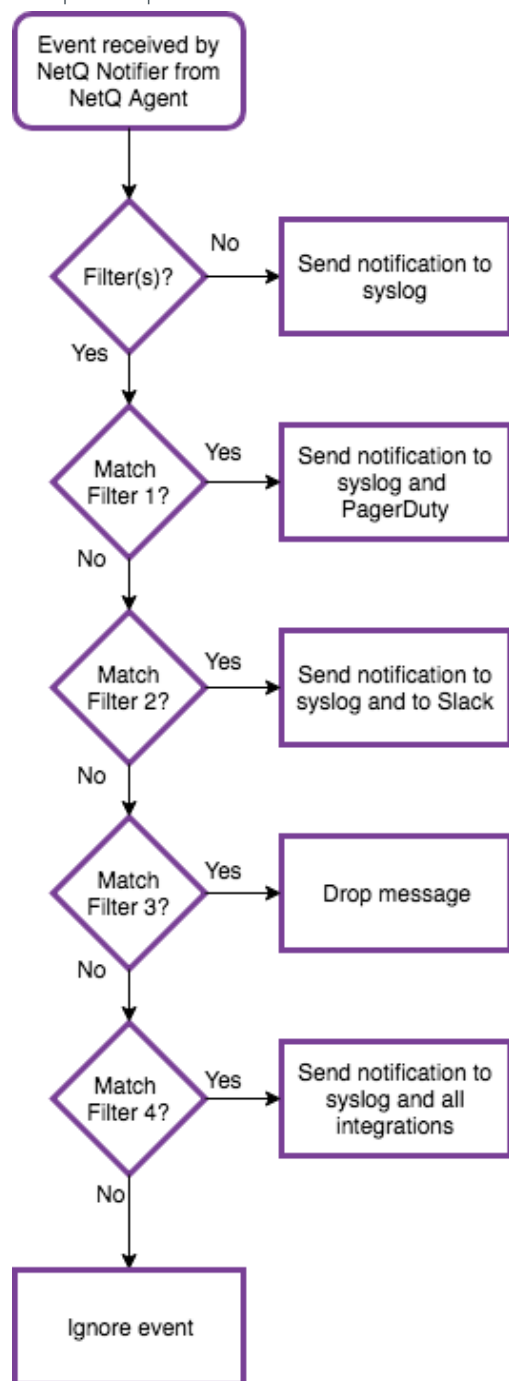 Event received by
NetQ Notifier from
NetQ Agent
Filter(s)?
No
Send notification to
syslog
Yes
Match
Filter 1?
Yes
Send notification to
syslog and
PagerDuty
No
Match
Filter 2?
Yes
Send notification to
syslog and to Slack
No
Match
Filter 3?
Yes
Drop message
No
Match
Filter 4?
Yes
Send notification to
syslog and all
integrations
No
Ignore event